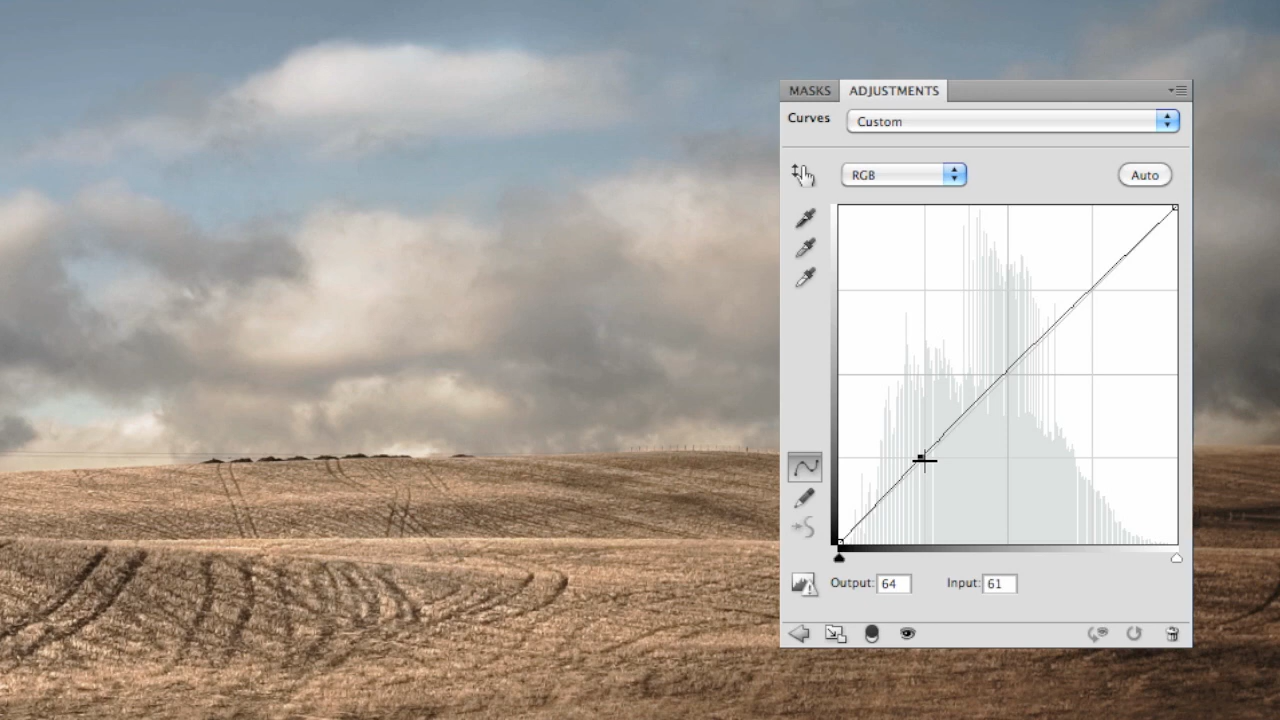 MASKS ADJUSTMENTS
Curves Custom
RGB Auto
Output: 64 Input: 61